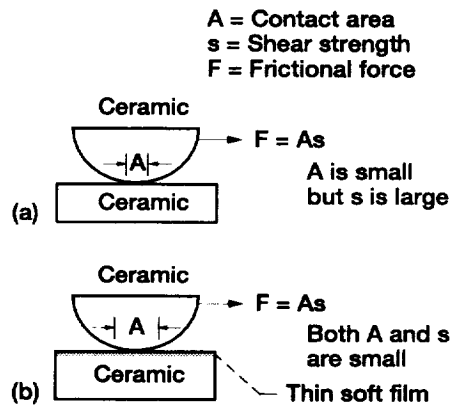 A = Contact area
s = Shear strength
F = Frictional force
Ceramic
F = As
A
A is small
but s is large
Ceramic
(a)
Ceramic
F = As
A
Both A and s
are small
Ceramic
(b)
Thin soft film